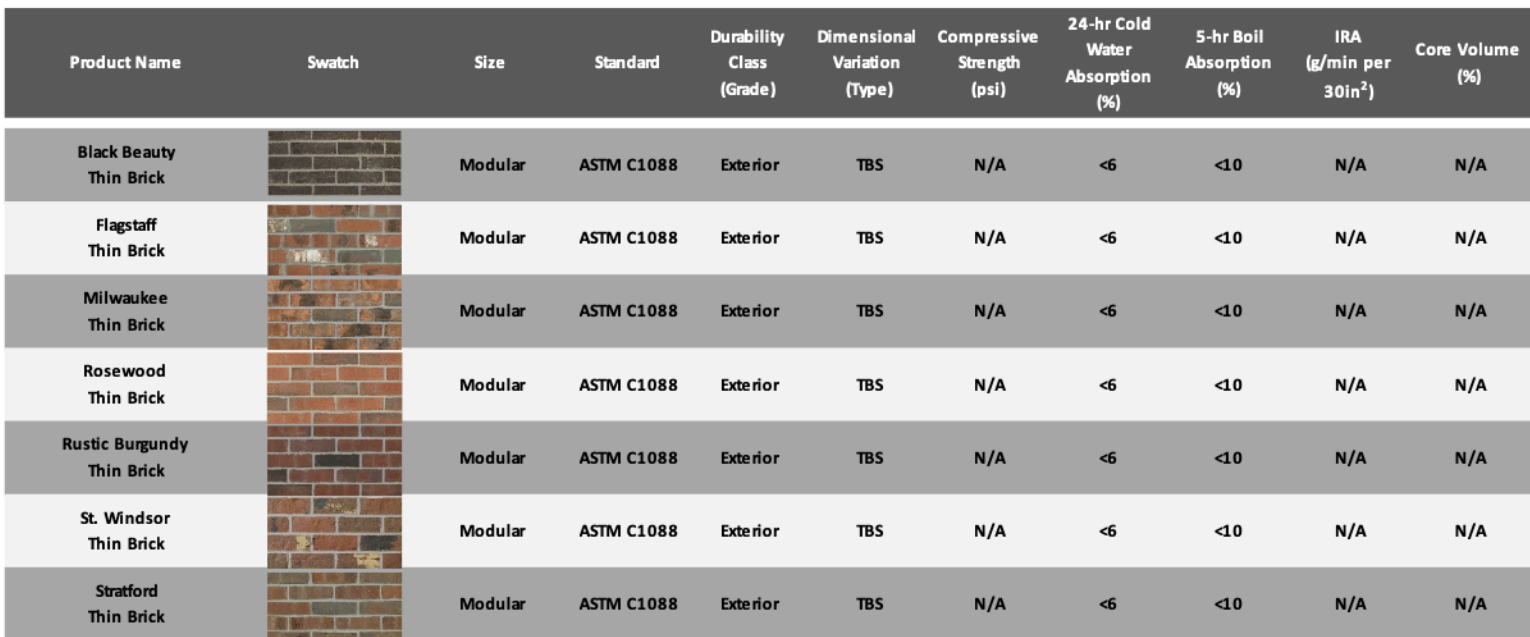 Product Name Swatch Size Standard Durability Class (Grade) Dimensional Variation (Type) Compressive Strength (psi) 24-hr Cold Water Absorption (%) 5-hr Boil Absorption (%) IRA (g/min per 30in²) Core Volume (%)
Black Beauty Thin Brick Modular ASTM C1088 Exterior TBS N/A <6 <10 N/A N/A
Flagstaff Thin Brick Modular ASTM C1088 Exterior TBS N/A <6 <10 N/A N/A
Milwaukee Thin Brick Modular ASTM C1088 Exterior TBS N/A <6 <10 N/A N/A
Rosewood Thin Brick Modular ASTM C1088 Exterior TBS N/A <6 <10 N/A N/A
Rustic Burgundy Thin Brick Modular ASTM C1088 Exterior TBS N/A <6 <10 N/A N/A
St. Windsor Thin Brick Modular ASTM C1088 Exterior TBS N/A <6 <10 N/A N/A
Stratford Thin Brick Modular ASTM C1088 Exterior TBS N/A <6 <10 N/A N/A